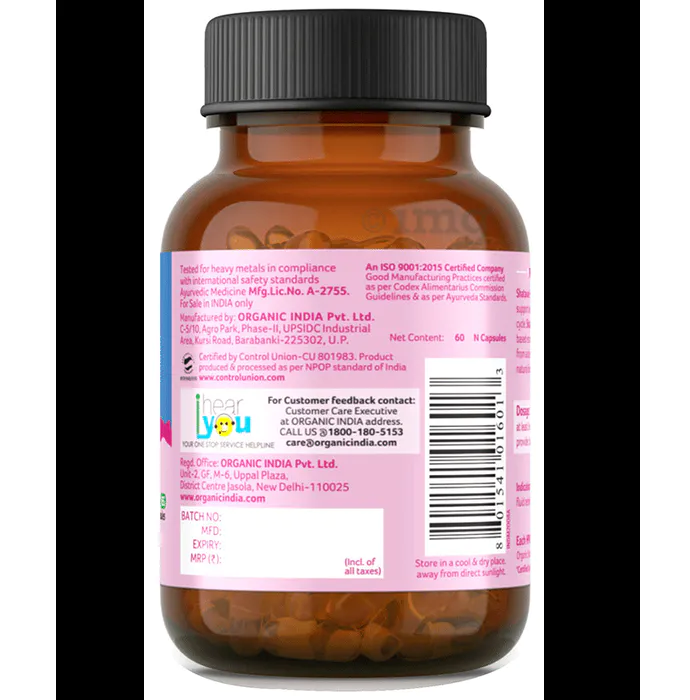 Tested for heavy metals in compliance
with international safety standards
Ayurvedic Medicine Mfg.Lic.No. A-2755.
For Sale in INDIA only
Manufactured by: ORGANIC INDIA Pvt. Ltd.
C-5/10, Agro Park, Phase-II, UPSIDC Industrial
Area, Kursi Road, Barabanki-225302, U.P.
Certified by Control Union-CU 801983. Product
produced & processed as per NPOP standard of India
www.controlunion.com
An ISO 9001:2015 Certified Company
Good Manufacturing Practices certified
as per Codex Alimentarius Commission
Guidelines & as per Ayurveda Standards.
Net Content: 60 N Capsules
i hear
you
YOUR ONE STOP SERVICE HELPLINE
For Customer feedback contact:
Customer Care Executive
at ORGANIC INDIA address.
CALL US 1800-180-5153
care@organicindia.com
Regd. Office: ORGANIC INDIA Pvt. Ltd.
Unit-2, GF, M-6, Uppal Plaza,
District Centre Jasola, New Delhi-110025
www.organicindia.com
BATCH NO:
MFD:
EXPIRY:
MRP (₹):
(Incl. of
all taxes)
8 01541 01601 3
Store in a cool & dry place,
away from direct sunlight.